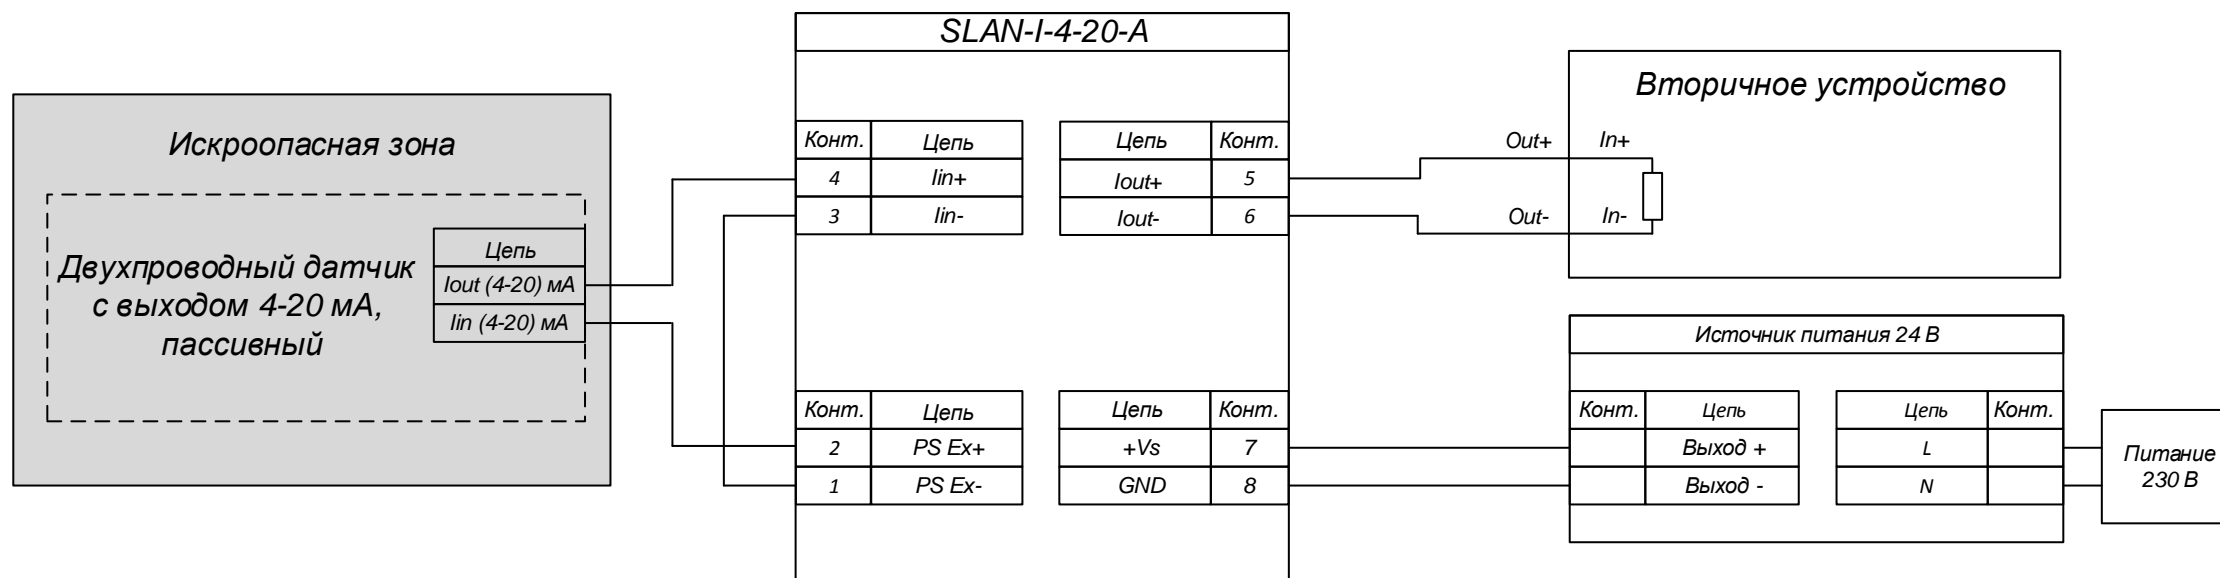 SLAN-I-4-20-A
Искроопасная зона
Двухпроводный датчик
с выходом 4-20 мА,
пассивный
Цепь
Iout (4-20) мА
Iin (4-20) мА
Конт. Цепь
4 Iin+
3 Iin-
Цепь Конт.
Iout+ 5
Iout- 6
Конт. Цепь
2 PS Ex+
1 PS Ex-
Цепь Конт.
+Vs 7
GND 8
Вторичное устройство
Out+ In+
Out- In-
Источник питания 24 В
Конт. Цепь
Выход +
Выход -
Цепь Конт.
L
N
Питание
230 В